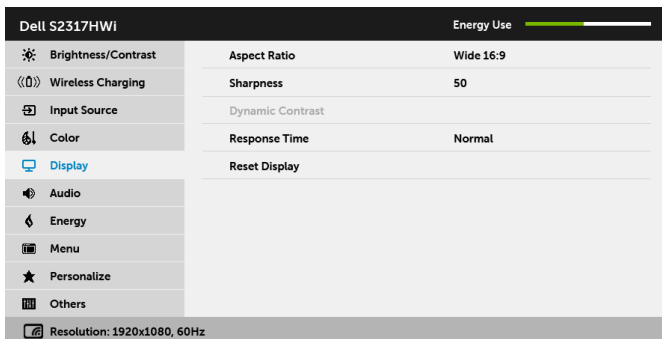 Dell S2317HWi Energy Use
Brightness/Contrast Aspect Ratio Wide 16:9
Wireless Charging Sharpness 50
Input Source Dynamic Contrast
Color Response Time Normal
Display Reset Display
Audio
Energy
Menu
Personalize
Others
Resolution: 1920x1080, 60Hz